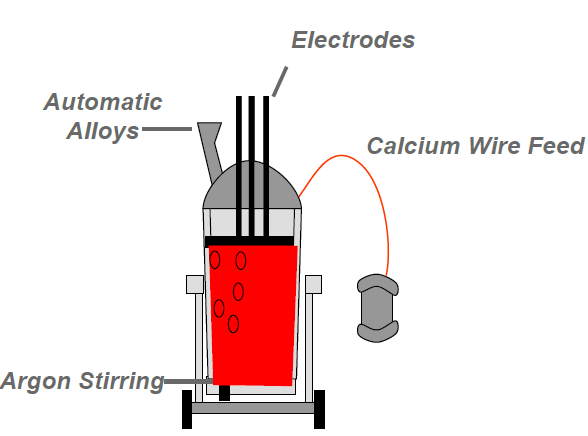 Electrodes
Automatic
Alloys
Calcium Wire Feed
Argon Stirring